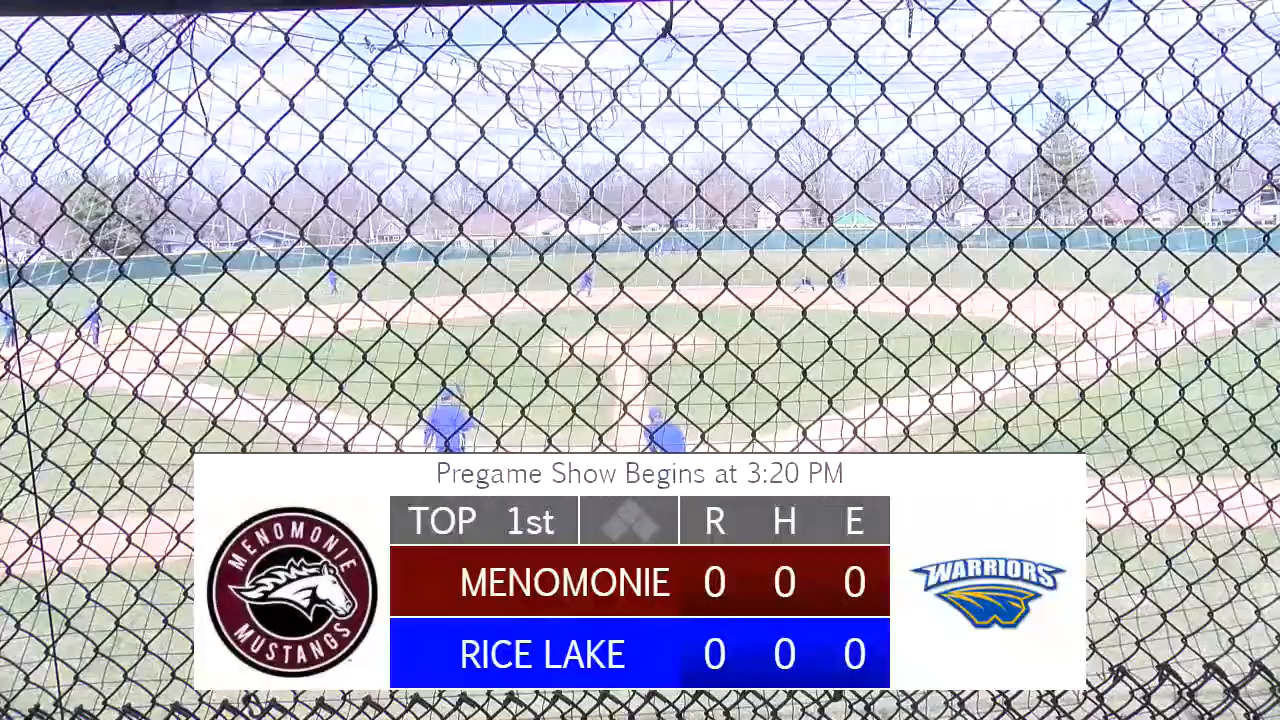 Pregame Show Begins at 3:20 PM
TOP 1st R H E
MENOMONIE 0 0 0
RICE LAKE 0 0 0
MENOMONIE
MUSTANGS
WARRIORS